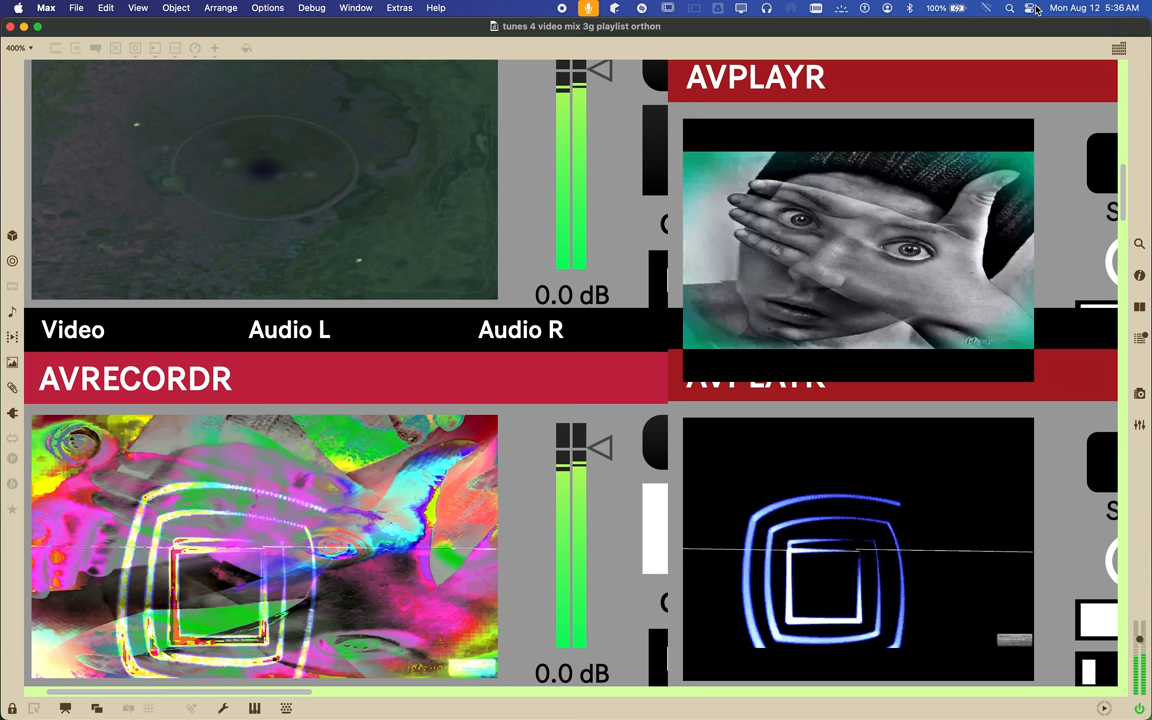 Max File Edit View Object Arrange Options Debug Window Extras Help 100% Mon Aug 12 5:36 AM
tunes 4 video mix 3g playlist orthon
400%
AVPLAYR
0.0 dB
Video Audio L Audio R
AVRECORDR
AVPLAYR
S
S
0.0 dB